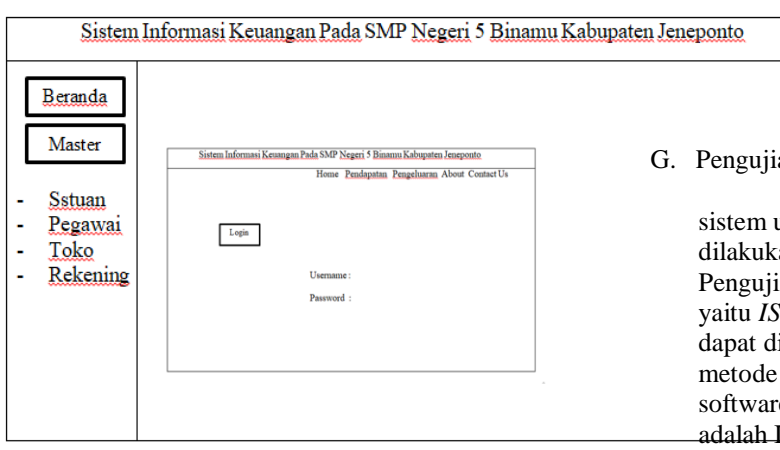 Sistem Informasi Keuangan Pada SMP Negeri 5 Binamu Kabupaten Jeneponto
Beranda
Master
- Sstuan
- Pegawai
- Toko
- Rekening
Sistem Informasi Keuangan Pada SMP Negeri 5 Binamu Kabupaten Jeneponto
Home Pendapatan Pengeluaran About Contact Us
Login
Username :
Password :
G. Pengujia
sistem u
dilakuka
Penguji
yaitu IS
dapat di
metode
softwar
adalah I